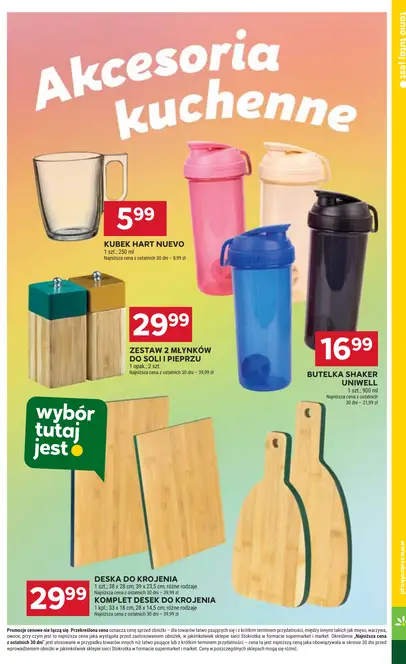 tanio tutaj jest
Akcesoria
kuchenne
5.99
KUBEK HART NUEVO
1 szt.; 250 ml
Najniższa cena z ostatnich 30 dni – 8,99 zł
29.99
ZESTAW 2 MŁYNKÓW
DO SOLI I PIEPRZU
1 opak.; 2 szt.
Najniższa cena z ostatnich 30 dni – 39,99 zł
16.99
BUTELKA SHAKER
UNIWELL
1 szt.; 900 ml
Najniższa cena z ostatnich
30 dni – 21,99 zł
wybór
tutaj
jest
29.99
DESKA DO KROJENIA
1 szt.; 38 x 28 cm; 39 x 23,5 cm; różne rodzaje
Najniższa cena z ostatnich 30 dni – 39,99 zł
KOMPLET DESEK DO KROJENIA
1 kpl.; 33 x 18 cm, 28 x 14,5 cm; różne rodzaje
Najniższa cena z ostatnich 30 dni – 39,99 zł